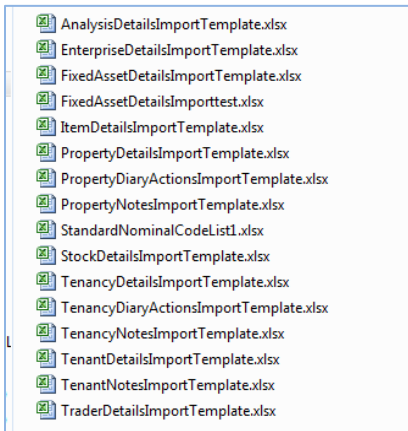 AnalysisDetailsImportTemplate.xlsx
EnterpriseDetailsImportTemplate.xlsx
FixedAssetDetailsImportTemplate.xlsx
FixedAssetDetailsImporttest.xlsx
ItemDetailsImportTemplate.xlsx
PropertyDetailsImportTemplate.xlsx
PropertyDiaryActionsImportTemplate.xlsx
PropertyNotesImportTemplate.xlsx
StandardNominalCodeList1.xlsx
StockDetailsImportTemplate.xlsx
TenancyDetailsImportTemplate.xlsx
TenancyDiaryActionsImportTemplate.xlsx
TenancyNotesImportTemplate.xlsx
L
TenantDetailsImportTemplate.xlsx
TenantNotesImportTemplate.xlsx
TraderDetailsImportTemplate.xlsx